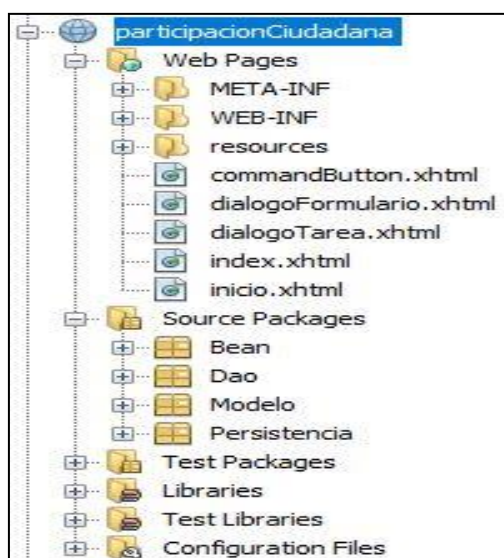 participacionCiudadana
Web Pages
META-INF
WEB-INF
resources
commandButton.xhtml
dialogoFormulario.xhtml
dialogoTarea.xhtml
index.xhtml
inicio.xhtml
Source Packages
Bean
Dao
Modelo
Persistencia
Test Packages
Libraries
Test Libraries
Configuration Files